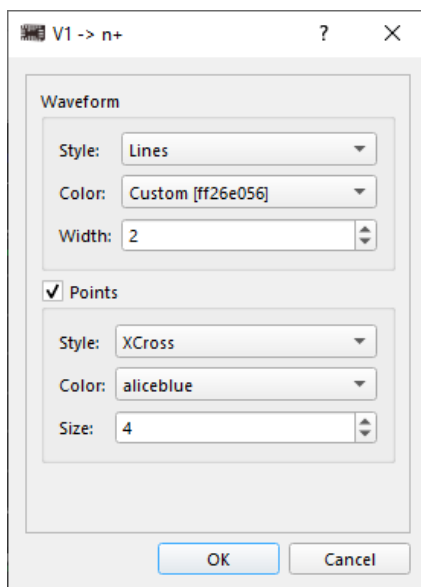 V1 -> n+ ?
Waveform
Style: Lines
Color: Custom [ff26e056]
Width: 2
Points
Style: XCross
Color: aliceblue
Size: 4
OK Cancel